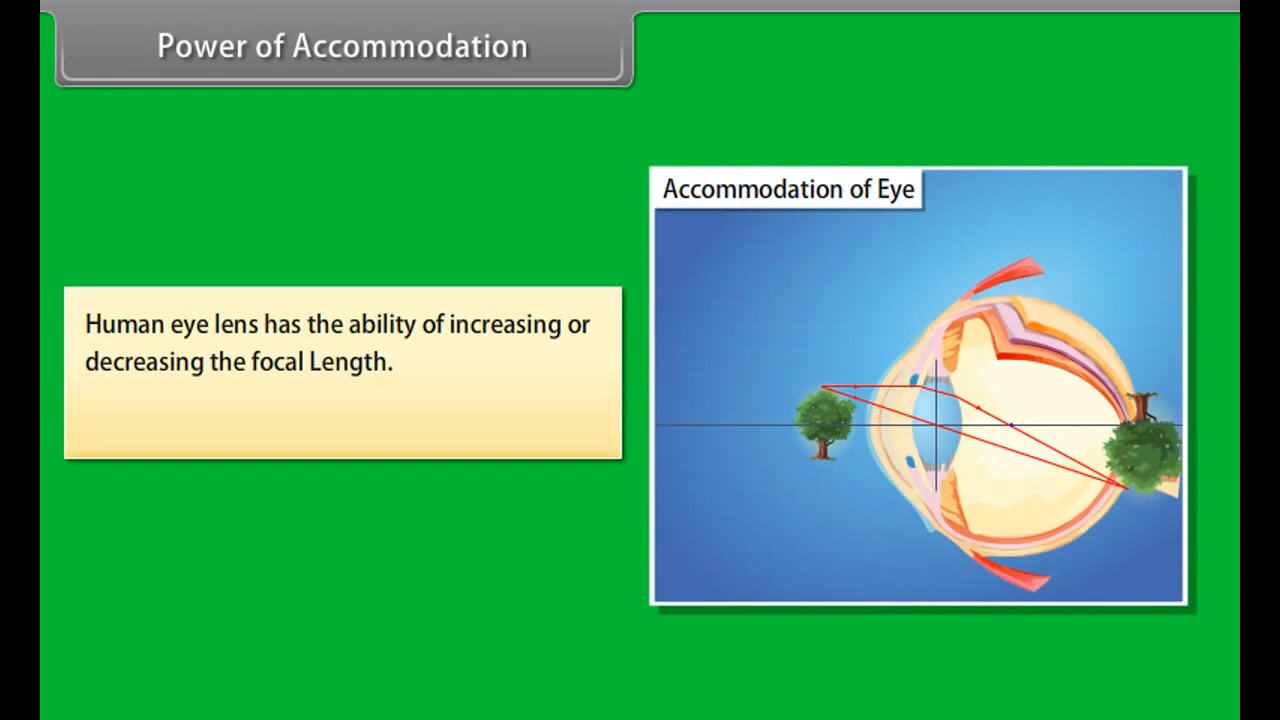 Power of Accommodation
Accommodation of Eye
Human eye lens has the ability of increasing or
decreasing the focal Length.